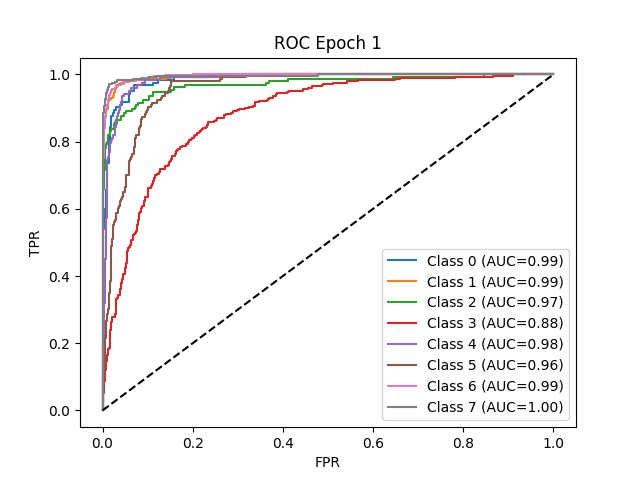 ROC Epoch 1
1.0
0.8
0.6
0.4
0.2
0.0
TPR
Class 0 (AUC=0.99)
Class 1 (AUC=0.99)
Class 2 (AUC=0.97)
Class 3 (AUC=0.88)
Class 4 (AUC=0.98)
Class 5 (AUC=0.96)
Class 6 (AUC=0.99)
Class 7 (AUC=1.00)
0.0 0.2 0.4 0.6 0.8 1.0
FPR